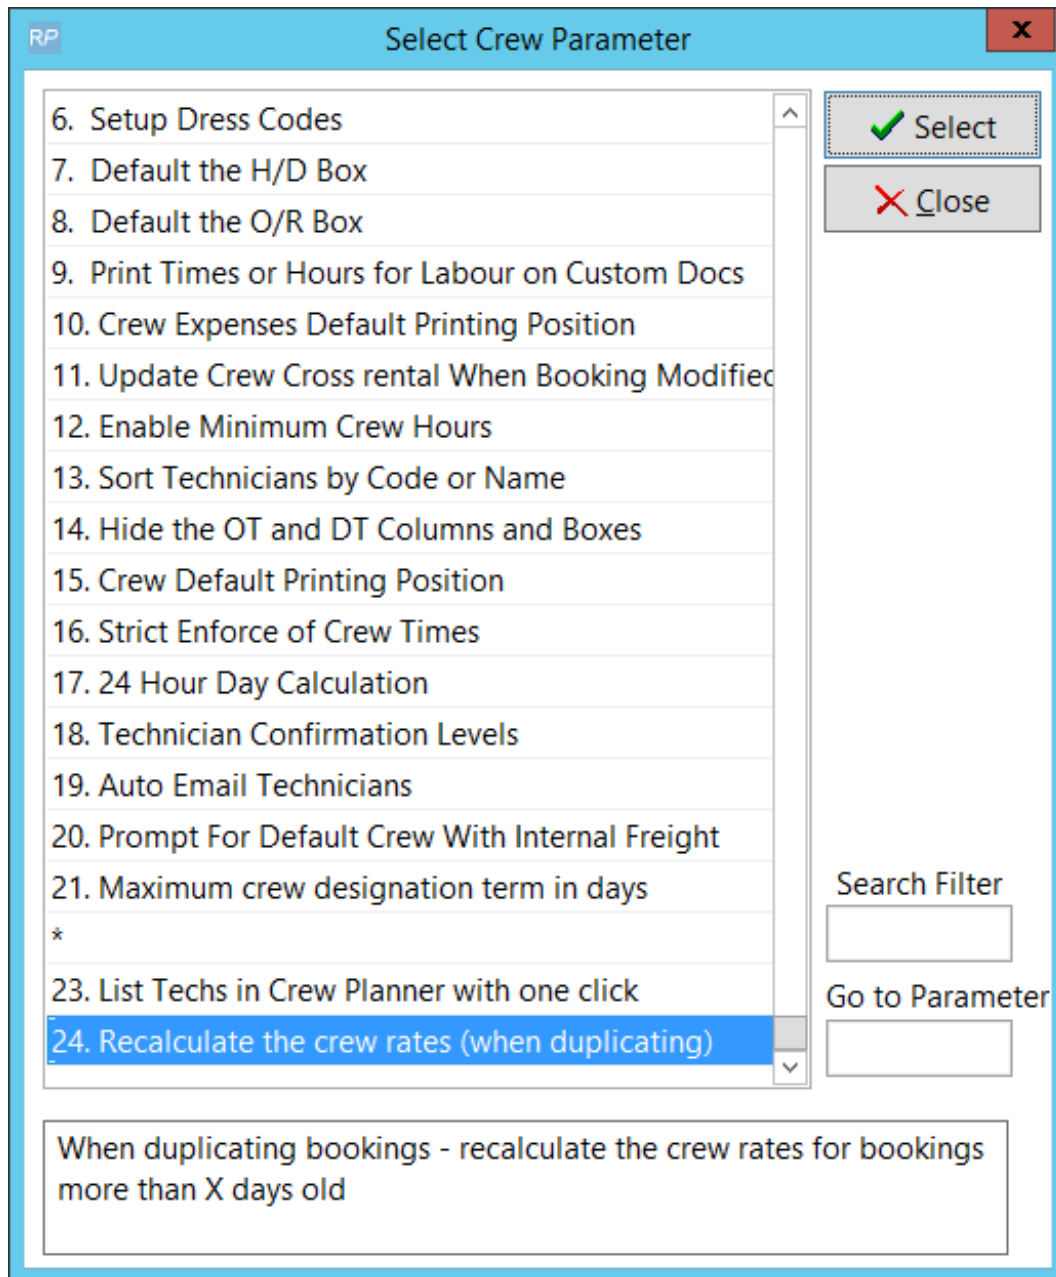 RP
Select Crew Parameter
x
6. Setup Dress Codes
7. Default the H/D Box
8. Default the O/R Box
9. Print Times or Hours for Labour on Custom Docs
10. Crew Expenses Default Printing Position
11. Update Crew Cross rental When Booking Modified
12. Enable Minimum Crew Hours
13. Sort Technicians by Code or Name
14. Hide the OT and DT Columns and Boxes
15. Crew Default Printing Position
16. Strict Enforce of Crew Times
17. 24 Hour Day Calculation
18. Technician Confirmation Levels
19. Auto Email Technicians
20. Prompt For Default Crew With Internal Freight
21. Maximum crew designation term in days
*
23. List Techs in Crew Planner with one click
24. Recalculate the crew rates (when duplicating)
Select
Close
Search Filter
Go to Parameter
When duplicating bookings - recalculate the crew rates for bookings
more than X days old